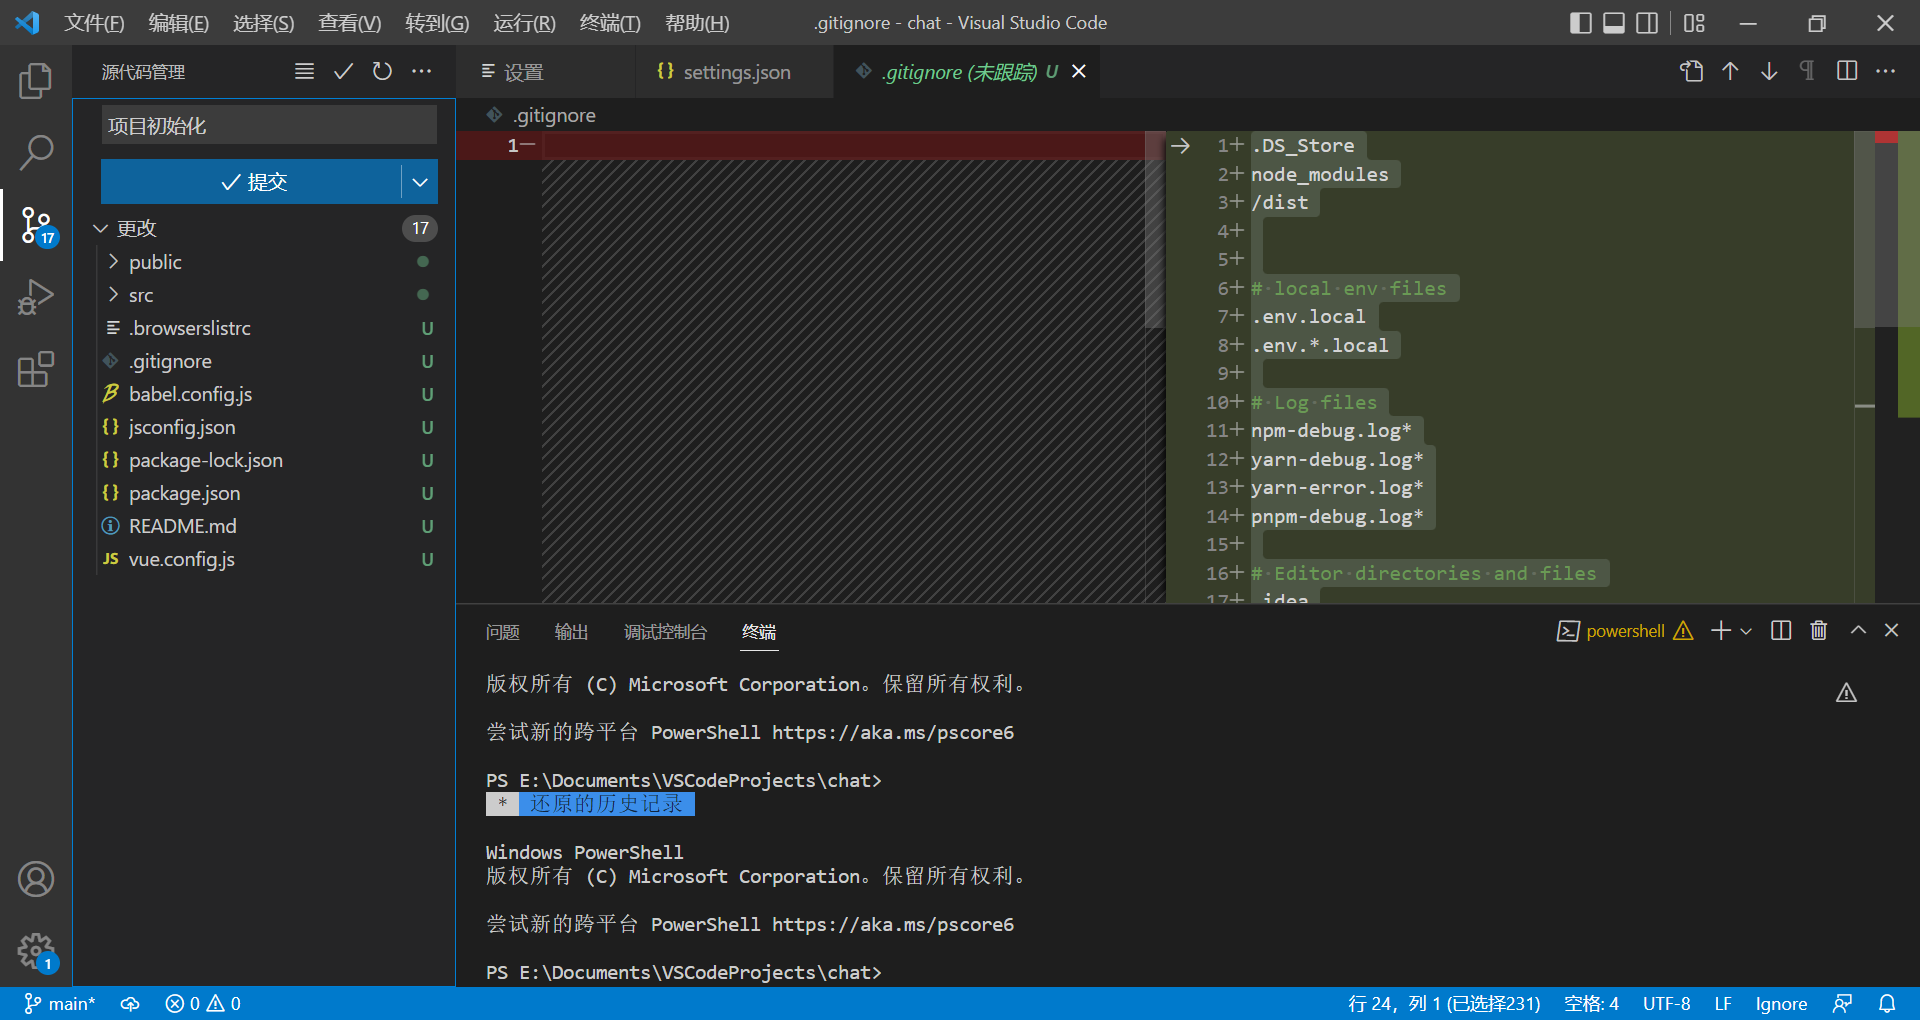 文件(F) 编辑(E) 选择(S) 查看(V) 转到(G) 运行(R) 终端(T) 帮助(H) .gitignore - chat - Visual Studio Code
源代码管理
设置 settings.json .gitignore (未跟踪) U
项目初始化
提交
更改 17
public
src
.browserslistrc U
.gitignore U
babel.config.js U
jsconfig.json U
package-lock.json U
package.json U
README.md U
JS vue.config.js U
17
1
.gitignore
1
1+ .DS_Store
2+ node_modules
3+ /dist
4+
5+
6+ # local env files
7+ .env.local
8+ .env.*.local
9+
10+ # Log files
11+ npm-debug.log*
12+ yarn-debug.log*
13+ yarn-error.log*
14+ pnpm-debug.log*
15+
16+ # Editor directories and files
17+ .idea
问题 输出 调试控制台 终端 powershell
版权所有 (C) Microsoft Corporation。保留所有权利。
尝试新的跨平台 PowerShell https://aka.ms/pscore6
PS E:\Documents\VSCodeProjects\chat>
* 还原的历史记录
Windows PowerShell
版权所有 (C) Microsoft Corporation。保留所有权利。
尝试新的跨平台 PowerShell https://aka.ms/pscore6
PS E:\Documents\VSCodeProjects\chat>
main* 0 0 行 24，列 1 (已选择231) 空格: 4 UTF-8 LF Ignore